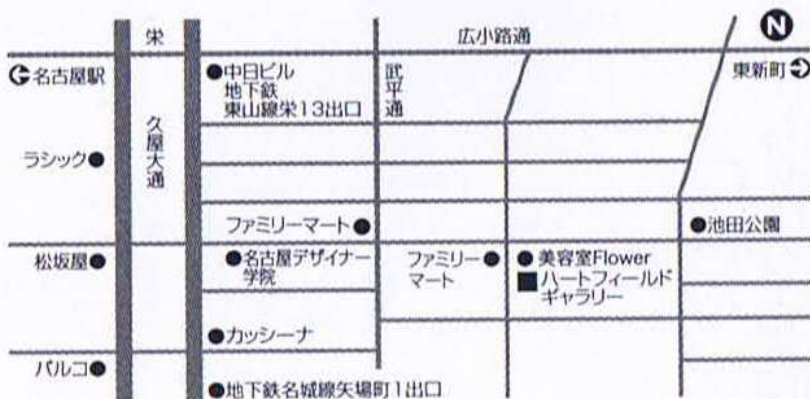 栄
広小路通
N
名古屋駅
東新町
中日ビル
地下鉄
東山線栄13出口
武平通
久屋大通
ラシック
ファミリーマート
池田公園
松坂屋
名古屋デザイナー
学院
ファミリー
マート
美容室Flower
ハートフィールド
ギャラリー
カッシーナ
パルコ
地下鉄名城線矢場町1出口